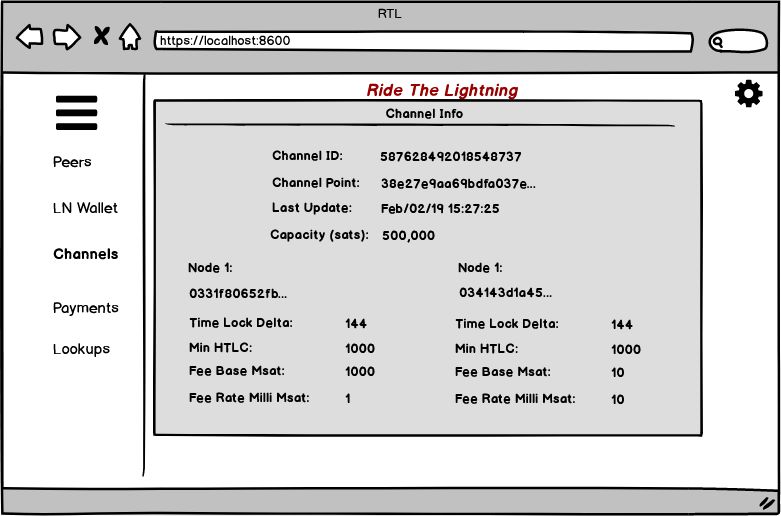 RTL
https://localhost:8600
Ride The Lightning
Channel Info
Peers
LN Wallet
Channels
Payments
Lookups
Channel ID: 587628492018548737
Channel Point: 38e27e9aa69bdfa037e...
Last Update: Feb/02/19 15:27:25
Capacity (sats): 500,000
Node 1: Node 1:
0331f80652fb... 034143d1a45...
Time Lock Delta: 144 Time Lock Delta: 144
Min HTLC: 1000 Min HTLC: 1000
Fee Base Msat: 1000 Fee Base Msat: 10
Fee Rate Milli Msat: 1 Fee Rate Milli Msat: 10